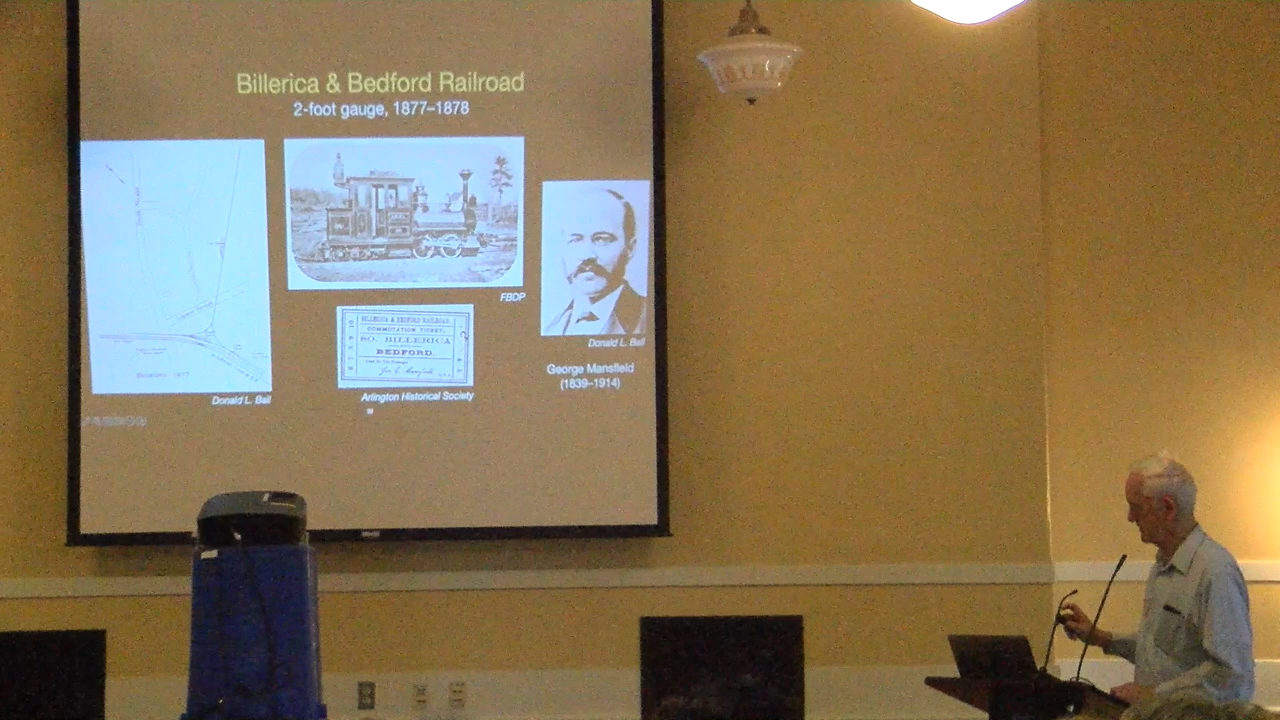 Billerica & Bedford Railroad
2-foot gauge, 1877–1878
FBDP
BILLERICA & BEDFORD RAILROAD.
COMMUTATION TICKET.
SO. BILLERICA
BEDFORD.
Donald L. Ball
George Mansfield
(1839–1914)
Donald L. Ball
Arlington Historical Society